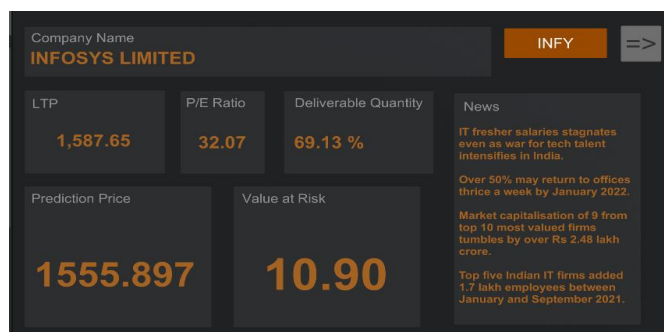 Company Name
INFOSYS LIMITED
INFY
=>
LTP
1,587.65
P/E Ratio
32.07
Deliverable Quantity
69.13 %
Prediction Price
1555.897
Value at Risk
10.90
News
IT fresher salaries stagnates
even as war for tech talent
intensifies in India.
Over 50% may return to offices
thrice a week by January 2022.
Market capitalisation of 9 from
top 10 most valued firms
tumbles by over Rs 2.48 lakh
crore.
Top five Indian IT firms added
1.7 lakh employees between
January and September 2021.